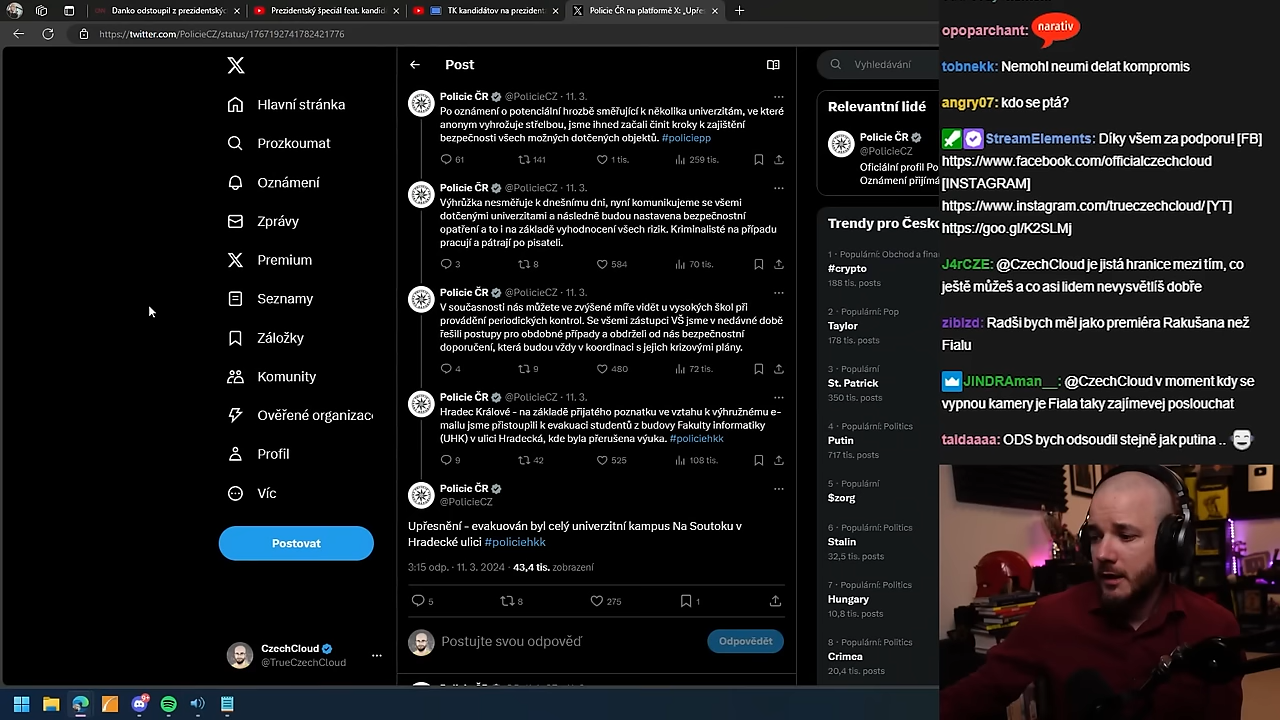 Danko odstoupil z prezidentskýc
Prezidentský špeciál feat. kandid
TK kandidátov na prezident
Policie ČR na platformě X: „Upřes
https://twitter.com/PolicieCZ/status/1767192741782421776
Hlavní stránka
Prozkoumat
Oznámení
Zprávy
Premium
Seznamy
Záložky
Komunity
Ověřené organizac
Profil
Víc
Postovat
CzechCloud
@TrueCzechCloud
Post
Policie ČR @PolicieCZ · 11. 3.
Po oznámení o potenciální hrozbě směřující k několika univerzitám, ve které
anonym vyhrožuje střelbou, jsme ihned začali činit kroky k zajištění
bezpečnosti všech možných dotčených objektů. #policiepp
61 141 1 tis. 259 tis.
Policie ČR @PolicieCZ · 11. 3.
Výhrůžka nesměřuje k dnešnímu dni, nyní komunikujeme se všemi
dotčenými univerzitami a následně budou nastavena bezpečnostní
opatření a to i na základě vyhodnocení všech rizik. Kriminalisté na případu
pracují a pátrají po pisateli.
3 8 584 70 tis.
Policie ČR @PolicieCZ · 11. 3.
V současnosti nás můžete ve zvýšené míře vidět u vysokých škol při
provádění periodických kontrol. Se všemi zástupci VŠ jsme v nedávné době
řešili postupy pro obdobné případy a obdrželi od nás bezpečnostní
doporučení, která budou vždy v koordinaci s jejich krizovými plány.
4 9 480 72 tis.
Policie ČR @PolicieCZ · 11. 3.
Hradec Králové - na základě přijatého poznatku ve vztahu k výhružnému e-
mailu jsme přistoupili k evakuaci studentů z budovy Fakulty informatiky
(UHK) v ulici Hradecká, kde byla přerušena výuka. #policiehkk
9 42 525 108 tis.
Policie ČR
@PolicieCZ
Upřesnění - evakuován byl celý univerzitní kampus Na Soutoku v
Hradecké ulici #policiehkk
3:15 odp. · 11. 3. 2024 · 43,4 tis. zobrazení
5 8 275 1
Postujte svou odpověď
Odpovědět
Vyhledávání
Relevantní lidé
Policie ČR
@PolicieCZ
Oficiální profil Po
Oznámení přijímá
Trendy pro Česko
1 · Populární: Obchod a fina
#crypto
188 tis. posts
2 · Populární: Pop
Taylor
178 tis. posts
3 · Populární
St. Patrick
350 tis. posts
4 · Populární: Politics
Putin
717 tis. posts
5 · Populární
$zorg
6 · Populární: Politics
Stalin
32,5 tis. posts
7 · Populární: Politics
Hungary
10,8 tis. posts
8 · Populární: Politics
Crimea
20,4 tis. posts
opoparchant: narativ
tobnekk: Nemohl neumi delat kompromis
angry07: kdo se ptá?
StreamElements: Díky všem za podporu! [FB]
https://www.facebook.com/officialczechcloud
[INSTAGRAM]
https://www.instagram.com/trueczechcloud/ [YT]
https://goo.gl/K2SLMj
J4rCZE: @CzechCloud je jistá hranice mezi tím, co
ještě můžeš a co asi lidem nevysvětlíš dobře
ziblzd: Radši bych měl jako premiéra Rakušana než
Fialu
JINDRAman__: @CzechCloud v moment kdy se
vypnou kamery je Fiala taky zajímavej poslouchat
taldaaaa: ODS bych odsoudil stejně jak putina ..